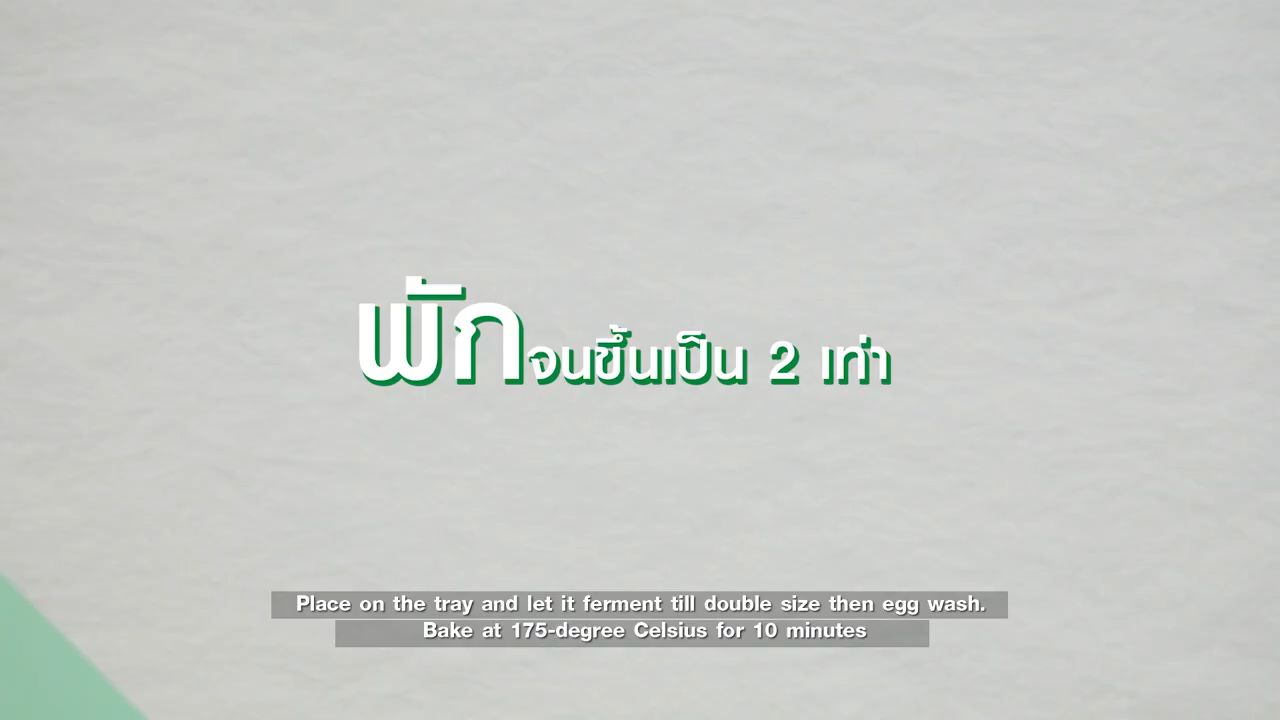 พักจนขึ้นเป็น 2 เท่า
Place on the tray and let it ferment till double size then egg wash.
Bake at 175-degree Celsius for 10 minutes